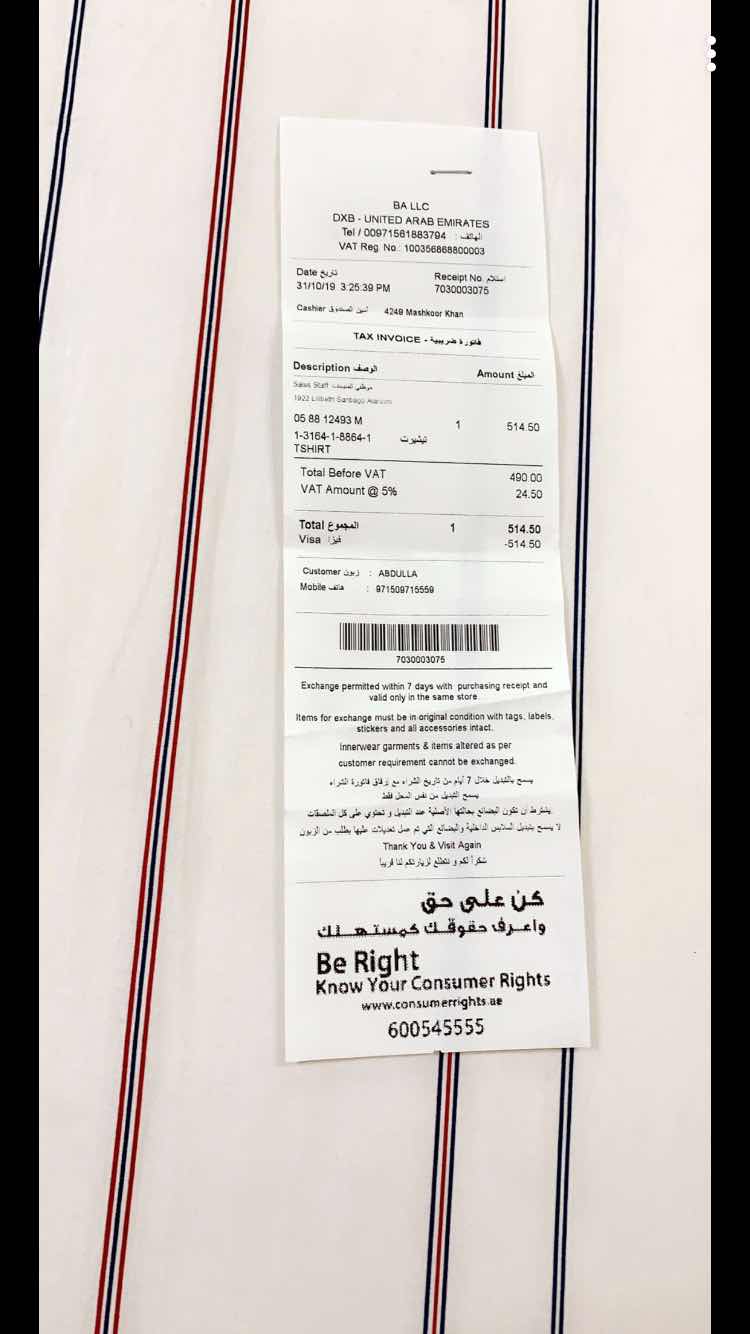 BA LLC
DXB - UNITED ARAB EMIRATES
Tel / 00971561883794 : الهاتف
VAT Reg No.: 100356868800003
Date تاريخ
Receipt No. استلام
31/10/19 3:25:39 PM
7030003075
Cashier أمين الصندوق 4249 Mashkoor Khan
TAX INVOICE - فاتورة ضريبية
Description الوصف Amount المبلغ
Sales Staff موظفي المبيعات
1922 Lilibeth Santiago
05 88 12493 M 1 514.50
1-3164-1-8864-1 تيشيرت
TSHIRT
Total Before VAT 490.00
VAT Amount @ 5% 24.50
Total المجموع 1 514.50
Visa فيزا -514.50
Customer زبون : ABDULLA
Mobile هاتف : 971509715559
7030003075
Exchange permitted within 7 days with purchasing receipt and
valid only in the same store.
Items for exchange must be in original condition with tags, labels,
stickers and all accessories intact.
Innerwear garments & items altered as per
customer requirement cannot be exchanged.
يسمح بالتبديل خلال 7 أيام من تاريخ الشراء مع إرفاق فاتورة الشراء
يسمح التبديل من نفس المحل فقط
يشترط ان تكون البضائع بحالتها الأصلية عند التبديل و تحتوي على كل الملصقات
لا يسمح بتبديل الملابس الداخلية والبضائع التي تم عمل تعديلات عليها بطلب من الزبون
Thank You & Visit Again
شكراً لكم و نتطلع لزيارتكم لنا قريباً
كن على حق
واعرف حقوقك كمستهلك
Be Right
Know Your Consumer Rights
www.consumerrights.ae
600545555